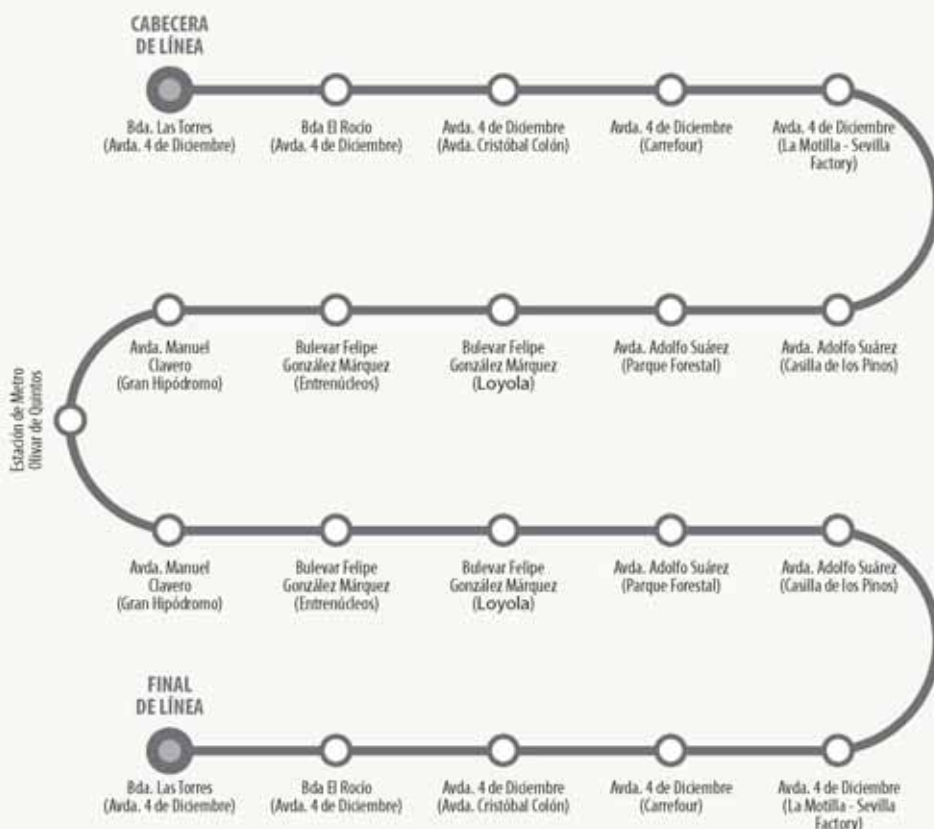 CABECERA
DE LÍNEA
Bda. Las Torres
(Avda. 4 de Diciembre)
Bda El Rocío
(Avda. 4 de Diciembre)
Avda. 4 de Diciembre
(Avda. Cristóbal Colón)
Avda. 4 de Diciembre
(Carrefour)
Avda. 4 de Diciembre
(La Motilla - Sevilla
Factory)
Avda. Manuel
Clavero
(Gran Hipódromo)
Bulevar Felipe
González Márquez
(Entrenúcleos)
Bulevar Felipe
González Márquez
(Loyola)
Avda. Adolfo Suárez
(Parque Forestal)
Avda. Adolfo Suárez
(Casilla de los Pinos)
Estación de Metro
Olivar de Quintos
Avda. Manuel
Clavero
(Gran Hipódromo)
Bulevar Felipe
González Márquez
(Entrenúcleos)
Bulevar Felipe
González Márquez
(Loyola)
Avda. Adolfo Suárez
(Parque Forestal)
Avda. Adolfo Suárez
(Casilla de los Pinos)
FINAL
DE LÍNEA
Bda. Las Torres
(Avda. 4 de Diciembre)
Bda El Rocío
(Avda. 4 de Diciembre)
Avda. 4 de Diciembre
(Avda. Cristóbal Colón)
Avda. 4 de Diciembre
(Carrefour)
Avda. 4 de Diciembre
(La Motilla - Sevilla
Factory)